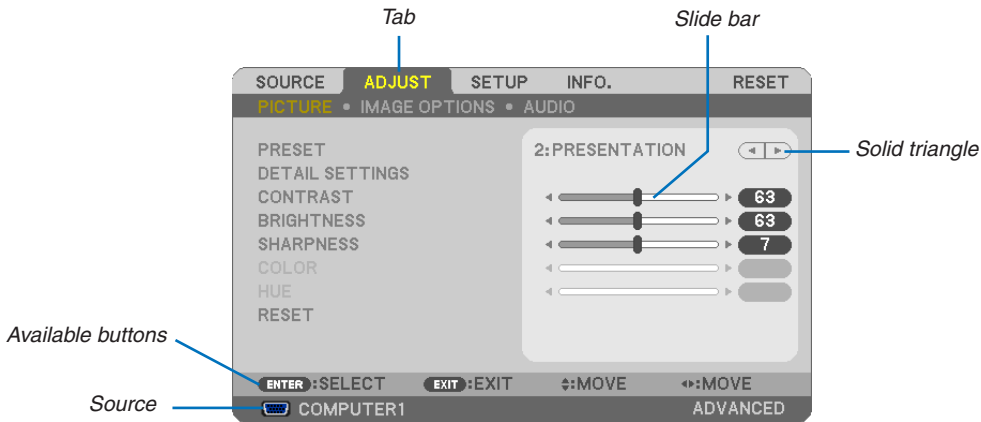 Tab
Slide bar
SOURCE ADJUST SETUP INFO. RESET
PICTURE • IMAGE OPTIONS • AUDIO
PRESET 2:PRESENTATION
Solid triangle
DETAIL SETTINGS
CONTRAST 63
BRIGHTNESS 63
SHARPNESS 7
COLOR
HUE
RESET
Available buttons
ENTER :SELECT EXIT :EXIT :MOVE :MOVE
Source
COMPUTER1 ADVANCED